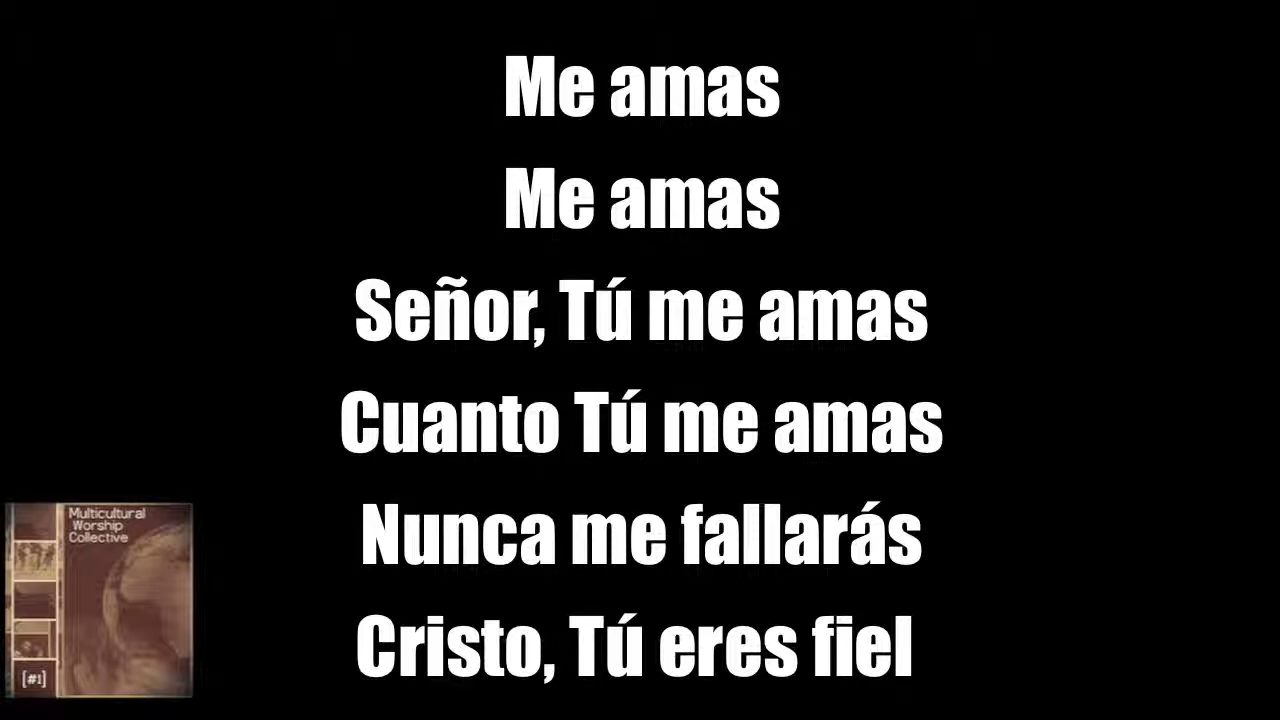 Me amas
Me amas
Señor, Tú me amas
Cuanto Tú me amas
Nunca me fallarás
Cristo, Tú eres fiel
Multicultural
Worship
Collective
[#1]